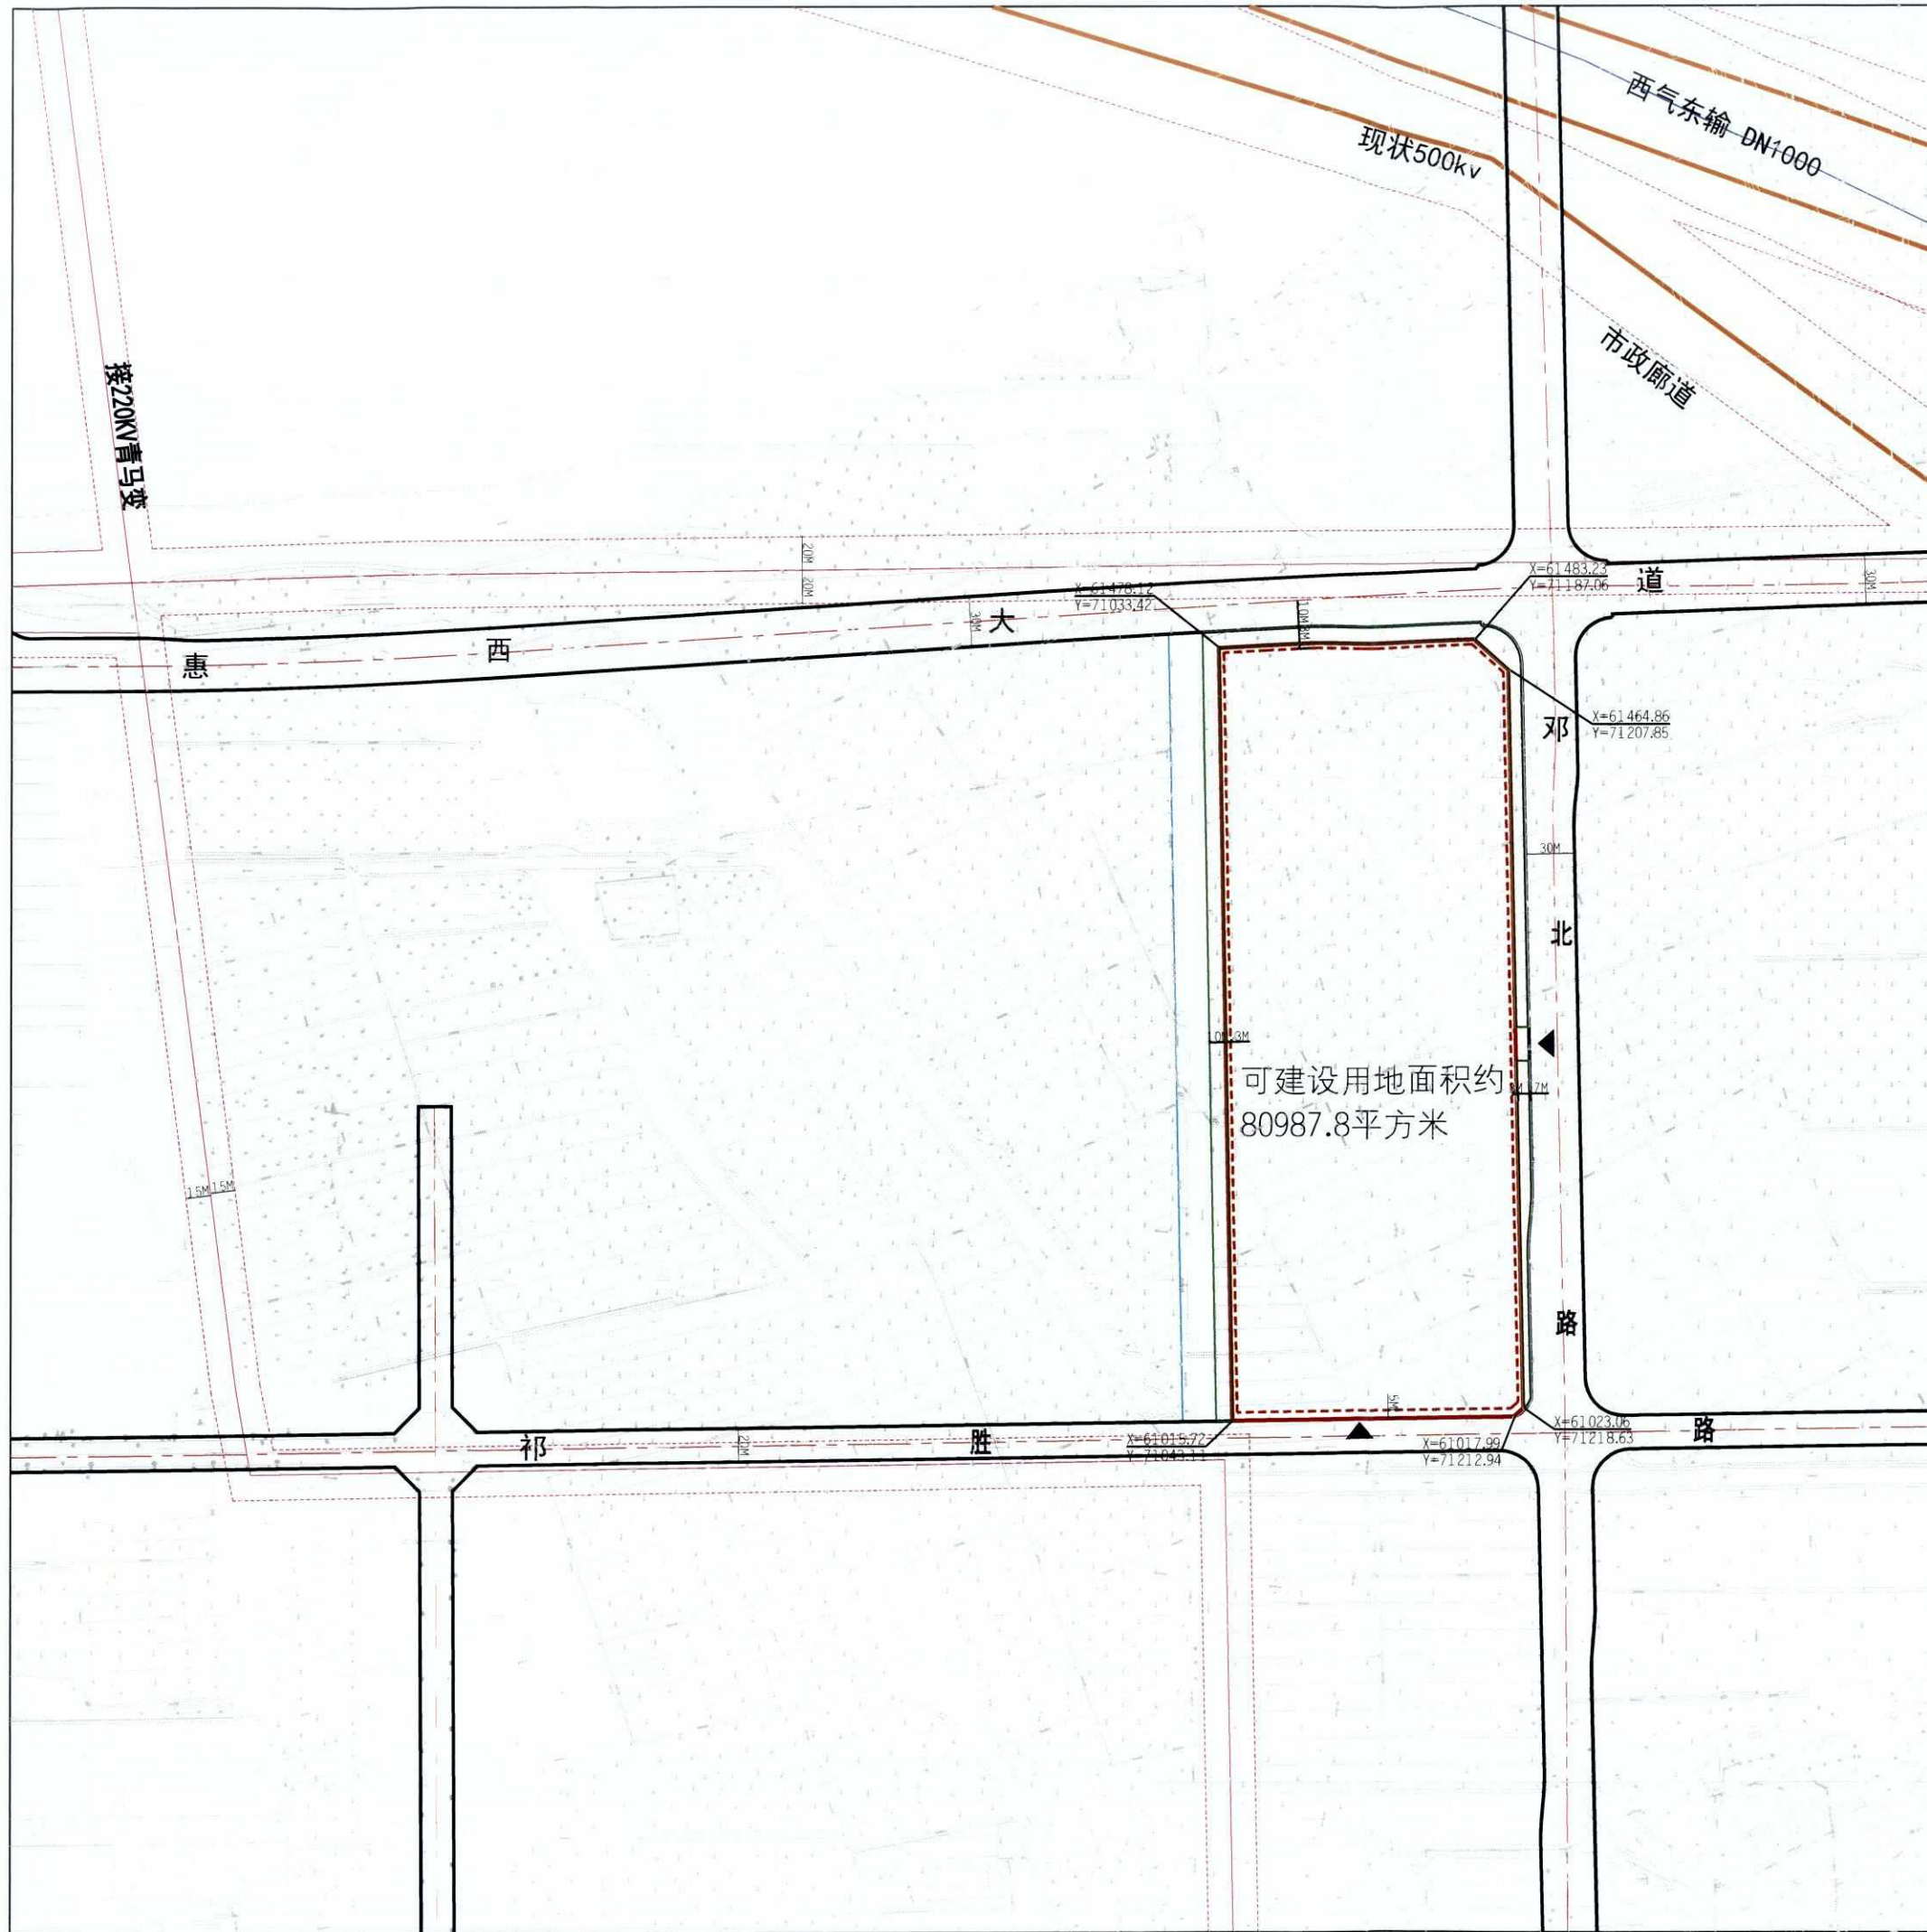 西气东输 DN1000
现状500kv
市政廊道
接220KV青马变
20M
20M
30M
X=61478.12
Y=71033.42
10M
8M
X=61483.23
Y=71187.06
30M
惠西大道
X=61464.86
Y=71207.85
邓北路
30M
10M
3M
可建设用地面积约
80987.8平方米
7M
15M
15M
5M
祁胜路
20M
X=61015.72
X=61017.99
Y=71212.94
X=61023.06
Y=71218.63